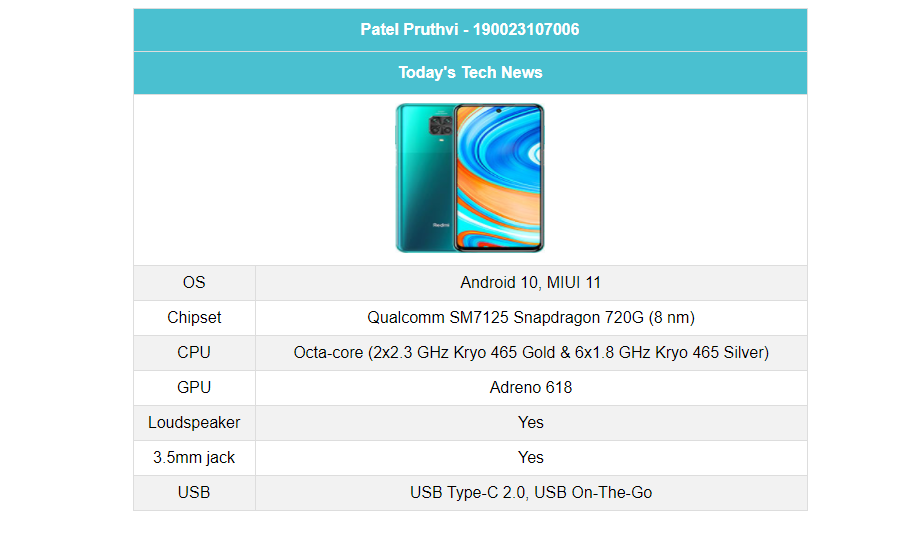 Patel Pruthvi - 190023107006
Today's Tech News
Redmi
OS Android 10, MIUI 11
Chipset Qualcomm SM7125 Snapdragon 720G (8 nm)
CPU Octa-core (2x2.3 GHz Kryo 465 Gold & 6x1.8 GHz Kryo 465 Silver)
GPU Adreno 618
Loudspeaker Yes
3.5mm jack Yes
USB USB Type-C 2.0, USB On-The-Go